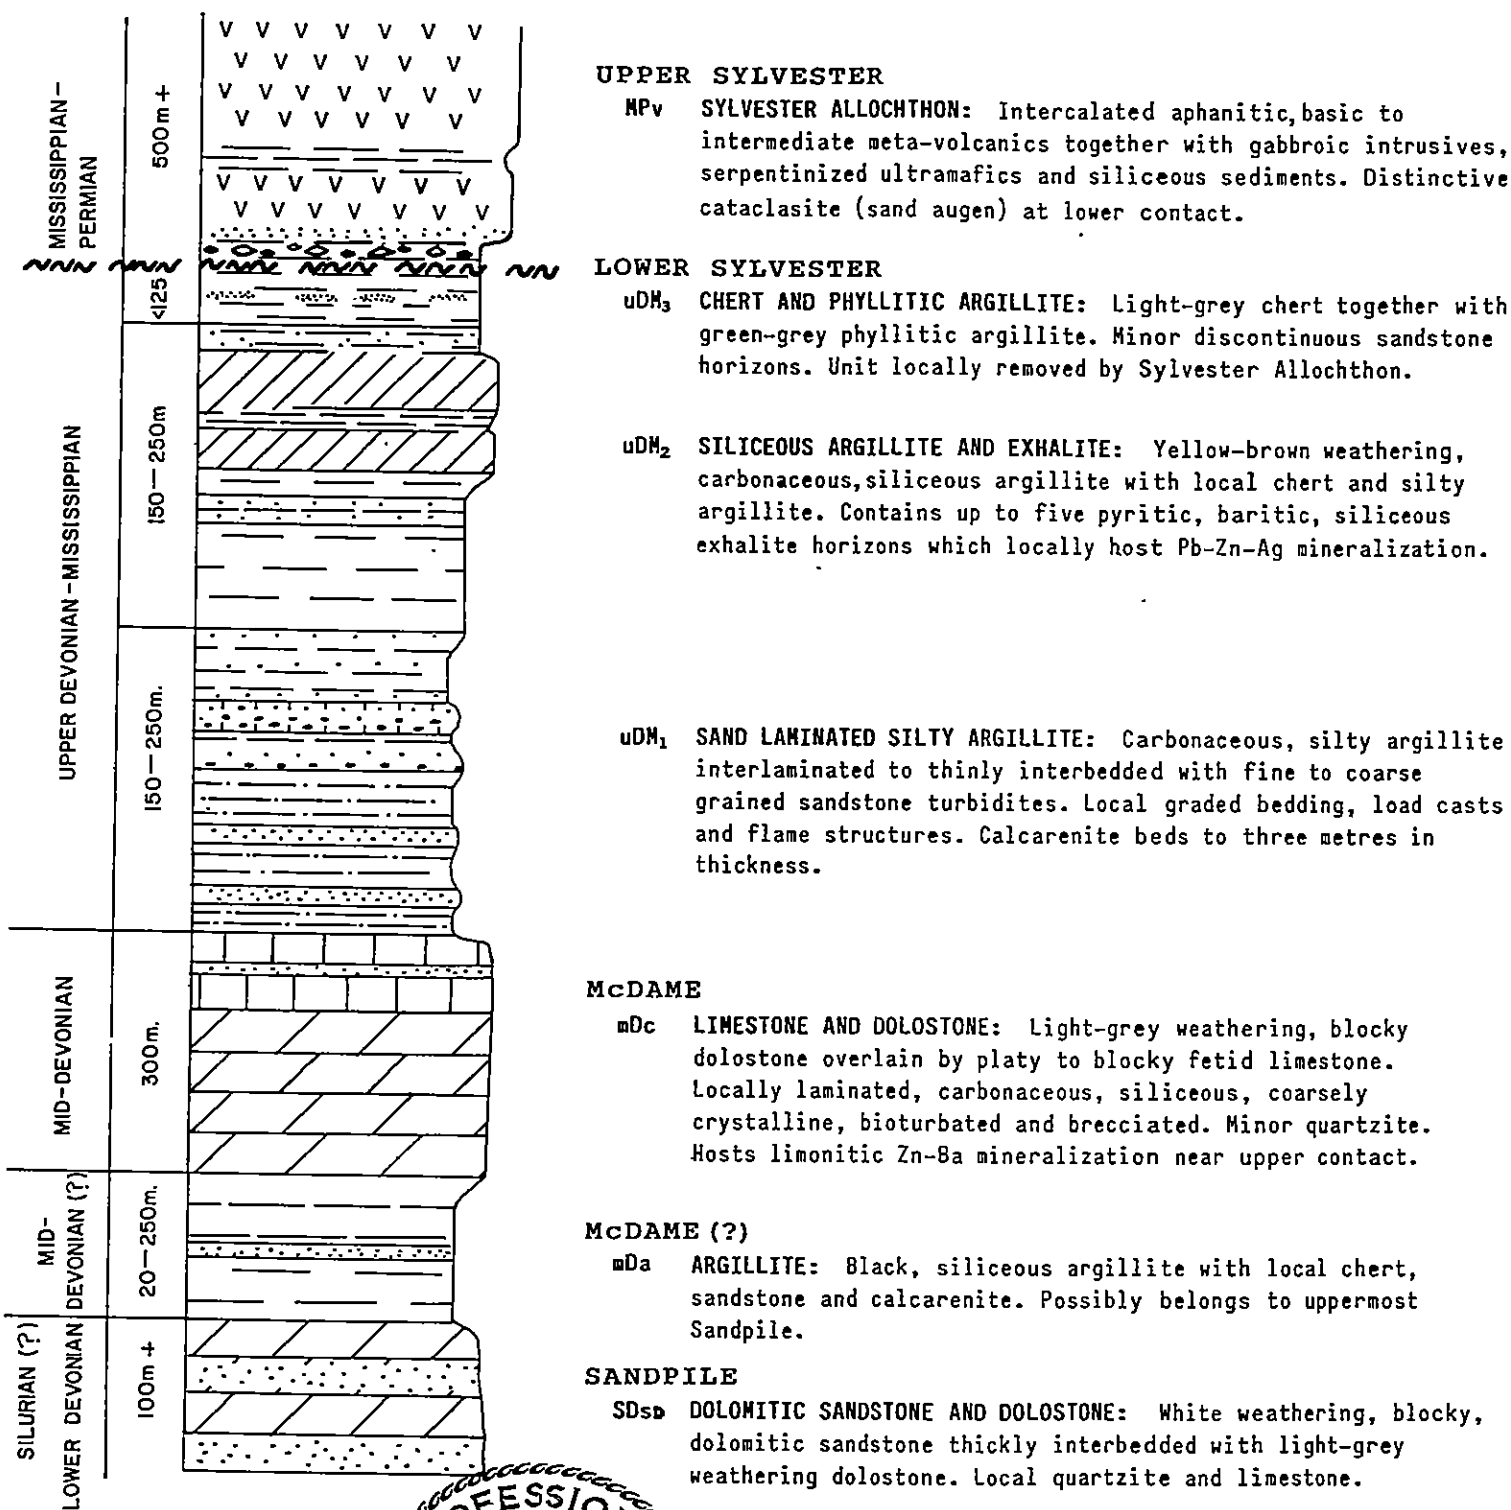 UPPER SYLVESTER
MPv SYLVESTER ALLOCHTHON: Intercalated aphanitic, basic to
intermediate meta-volcanics together with gabbroic intrusives,
serpentinized ultramafics and siliceous sediments. Distinctive
cataclasite (sand augen) at lower contact.
MISSISSIPPIAN-
PERMIAN
500m+
LOWER SYLVESTER
uDM₃ CHERT AND PHYLLITIC ARGILLITE: Light-grey chert together with
green-grey phyllitic argillite. Minor discontinuous sandstone
horizons. Unit locally removed by Sylvester Allochthon.
<125
uDM₂ SILICEOUS ARGILLITE AND EXHALITE: Yellow-brown weathering,
carbonaceous, siliceous argillite with local chert and silty
argillite. Contains up to five pyritic, baritic, siliceous
exhalite horizons which locally host Pb-Zn-Ag mineralization.
UPPER DEVONIAN-MISSISSIPPIAN
150-250m
uDM₁ SAND LAMINATED SILTY ARGILLITE: Carbonaceous, silty argillite
interlaminated to thinly interbedded with fine to coarse
grained sandstone turbidites. Local graded bedding, load casts
and flame structures. Calcarenite beds to three metres in
thickness.
150-250m.
McDAME
mDc LIMESTONE AND DOLOSTONE: Light-grey weathering, blocky
dolostone overlain by platy to blocky fetid limestone.
Locally laminated, carbonaceous, siliceous, coarsely
crystalline, bioturbated and brecciated. Minor quartzite.
Hosts limonitic Zn-Ba mineralization near upper contact.
MID-DEVONIAN
300m.
McDAME (?)
mDa ARGILLITE: Black, siliceous argillite with local chert,
sandstone and calcarenite. Possibly belongs to uppermost
Sandpile.
MID-
DEVONIAN (?)
20-250m.
SANDPILE
SDsD DOLOMITIC SANDSTONE AND DOLOSTONE: White weathering, blocky,
dolomitic sandstone thickly interbedded with light-grey
weathering dolostone. Local quartzite and limestone.
SILURIAN (?)
LOWER DEVONIAN
100m +